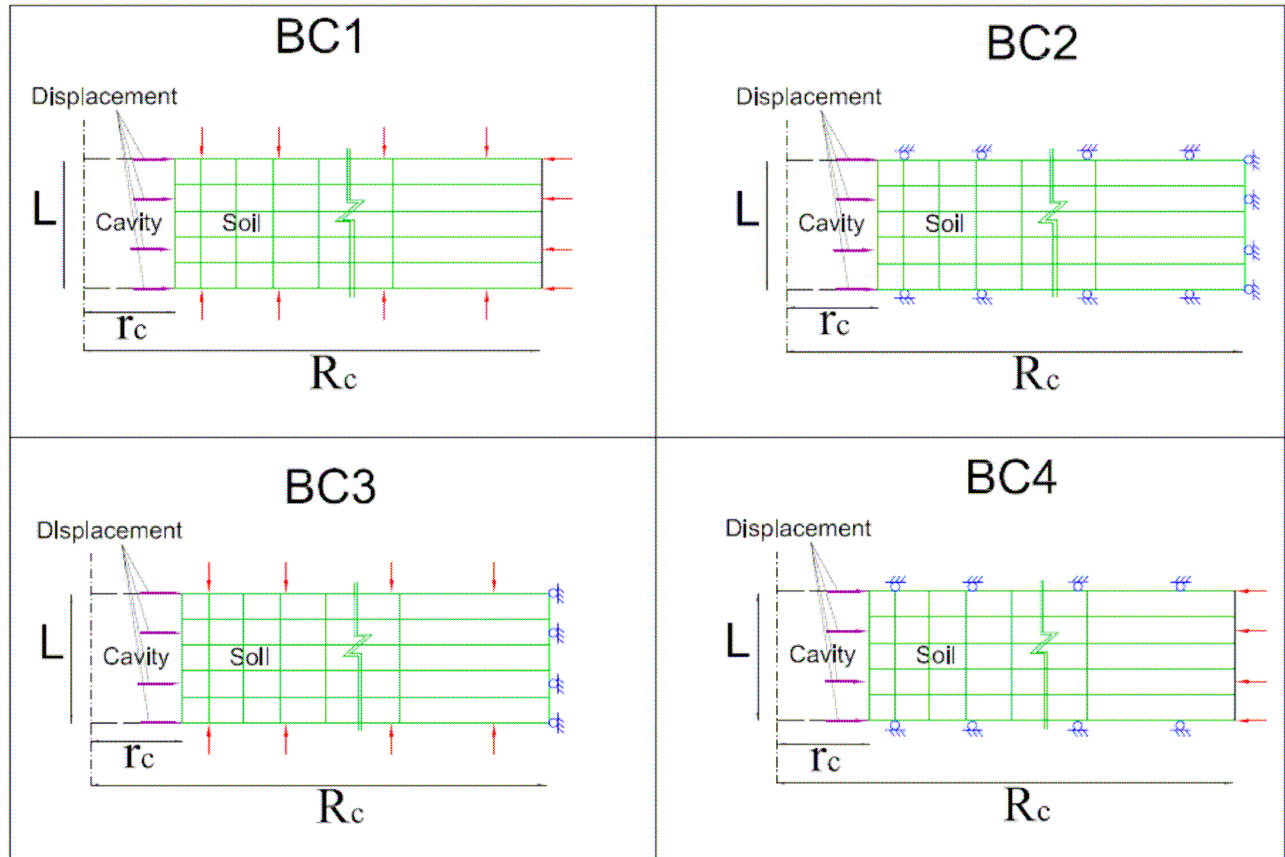 BC1
Displacement
L
Cavity
Soil
rc
Rc
BC2
Displacement
L
Cavity
Soil
rc
Rc
BC3
Displacement
L
Cavity
Soil
rc
Rc
BC4
Displacement
L
Cavity
Soil
rc
Rc